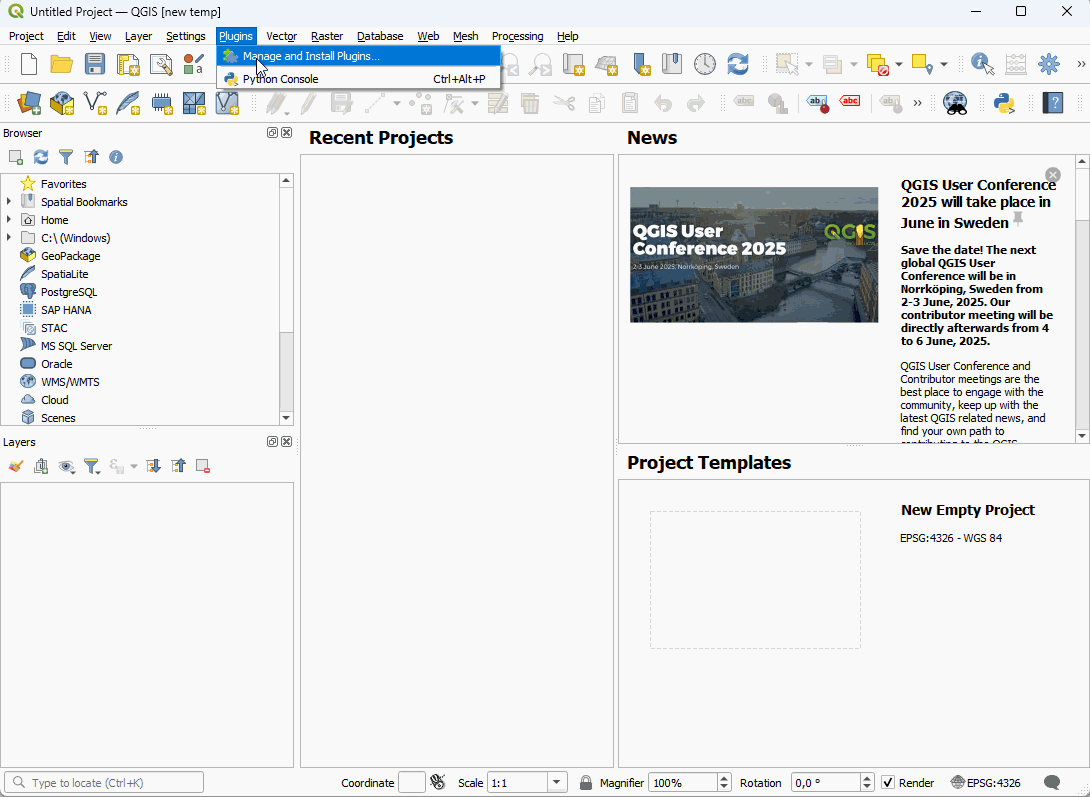 Untitled Project — QGIS [new temp]
Project Edit View Layer Settings Plugins Vector Raster Database Web Mesh Processing Help
Manage and Install Plugins...
Python Console Ctrl+Alt+P
Browser
Favorites
Spatial Bookmarks
Home
C:\ (Windows)
GeoPackage
SpatiaLite
PostgreSQL
SAP HANA
STAC
MS SQL Server
Oracle
WMS/WMTS
Cloud
Scenes
Layers
Recent Projects
News
QGIS User
Conference 2025
2-3 June 2025, Norrköping, Sweden
QGIS
QGIS User Conference
2025 will take place in
June in Sweden
Save the date! The next
global QGIS User
Conference will be in
Norrköping, Sweden from
2-3 June, 2025. Our
contributor meeting will be
directly afterwards from 4
to 6 June, 2025.
QGIS User Conference and
Contributor meetings are the
best place to engage with the
community, keep up with the
latest QGIS related news, and
find your own path to
contributing to the QGIS
Project Templates
New Empty Project
EPSG:4326 - WGS 84
Type to locate (Ctrl+K)
Coordinate
Scale 1:1
Magnifier 100%
Rotation 0,0 °
Render
EPSG:4326